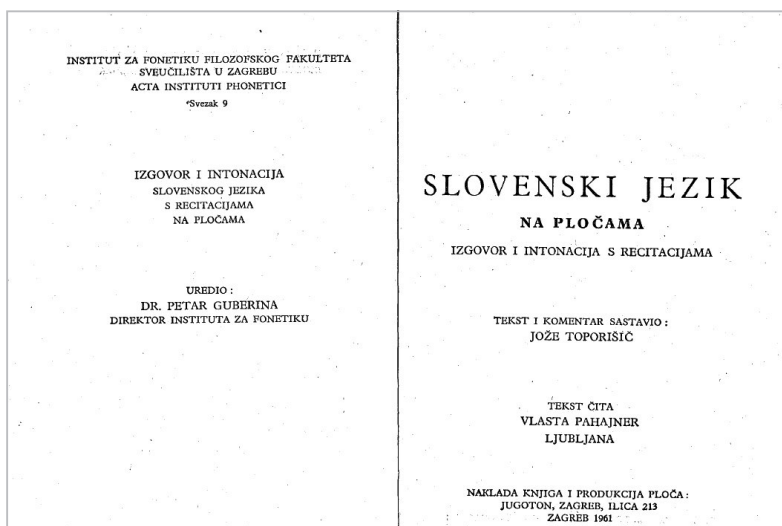 INSTITUT ZA FONETIKU FILOZOFSKOG FAKULTETA
SVEUČILIŠTA U ZAGREBU
ACTA INSTITUTI PHONETICI
Svezak 9
IZGOVOR I INTONACIJA
SLOVENSKOG JEZIKA
S RECITACIJAMA
NA PLOČAMA
UREDIO :
DR. PETAR GUBERINA
DIREKTOR INSTITUTA ZA FONETIKU
SLOVENSKI JEZIK
NA PLOČAMA
IZGOVOR I INTONACIJA S RECITACIJAMA
TEKST I KOMENTAR SASTAVIO :
JOŽE TOPORIŠIČ
TEKST ČITA
VLASTA PAHAJNER
LJUBLJANA
NAKLADA KNJIGA I PRODUKCIJA PLOČA :
JUGOTON, ZAGREB, ILICA 213
ZAGREB 1961